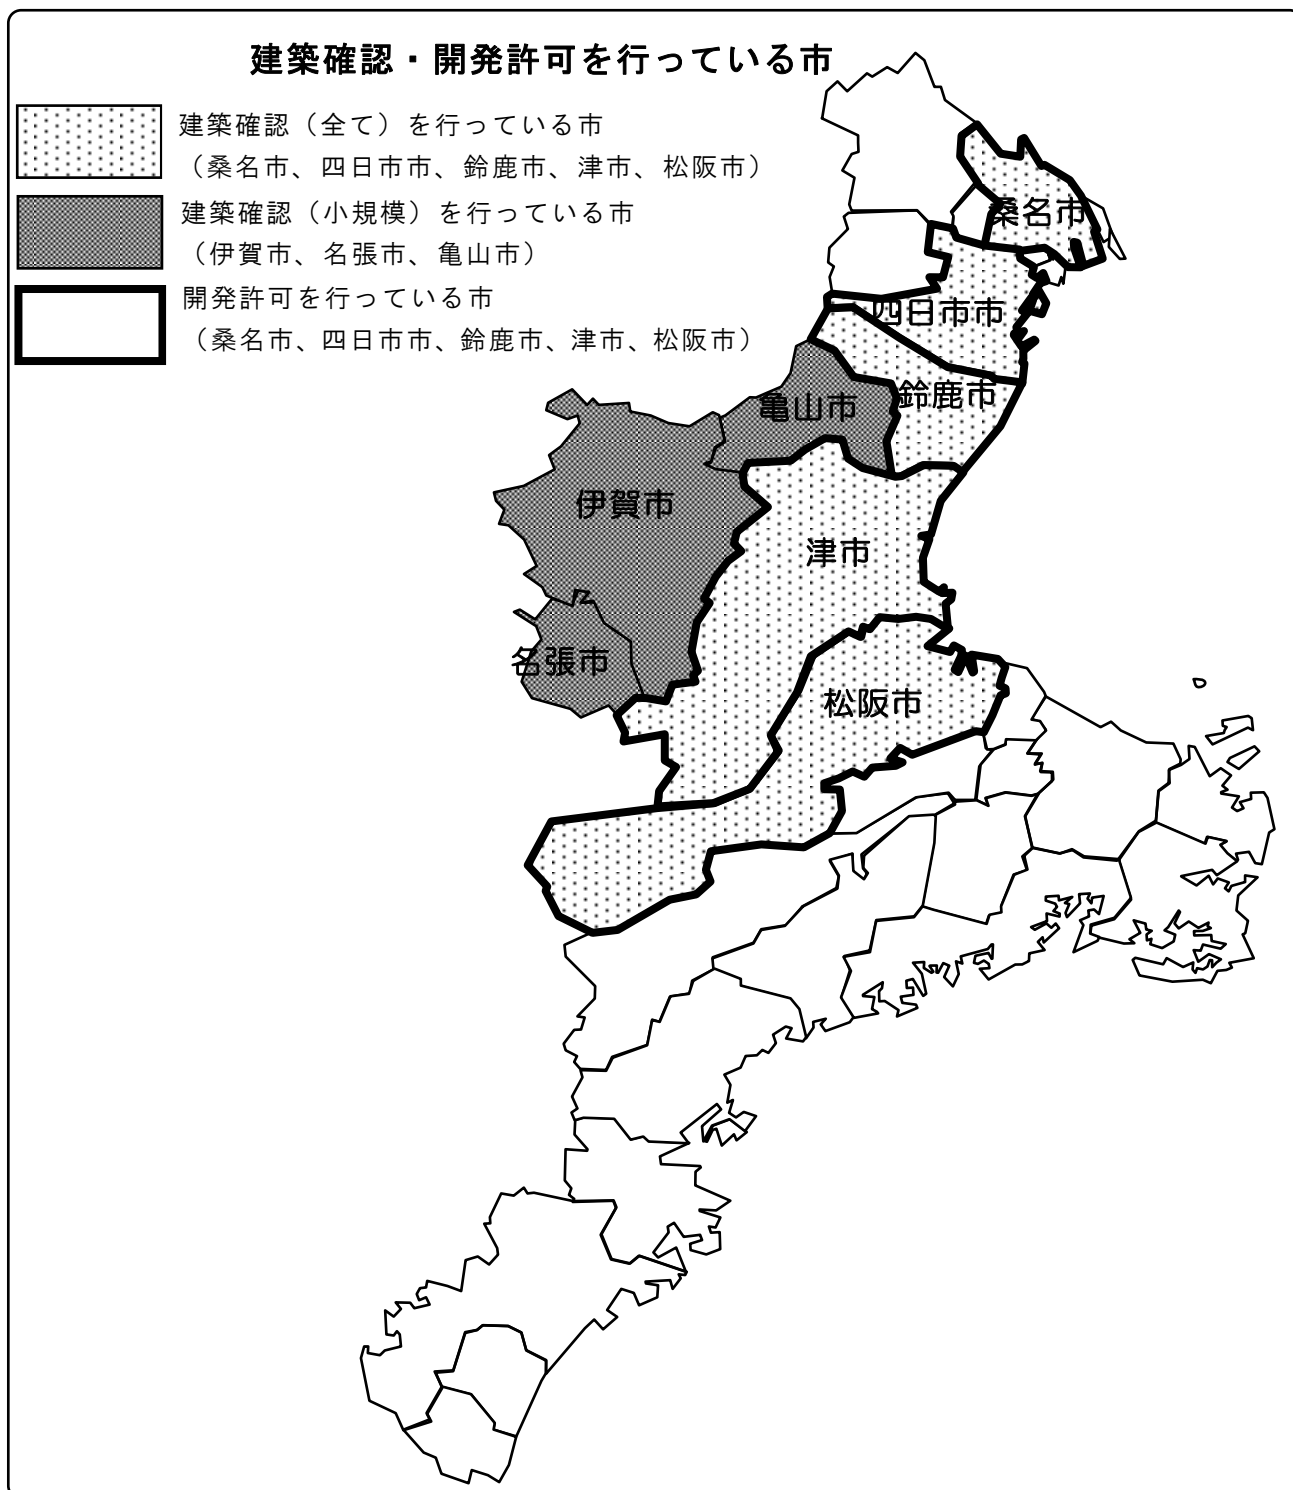 建築確認・開発許可を行っている市
建築確認（全て）を行っている市
（桑名市、四日市市、鈴鹿市、津市、松阪市）
建築確認（小規模）を行っている市
（伊賀市、名張市、亀山市）
開発許可を行っている市
（桑名市、四日市市、鈴鹿市、津市、松阪市）
桑名市
四日市市
鈴鹿市
亀山市
伊賀市
津市
名張市
松阪市